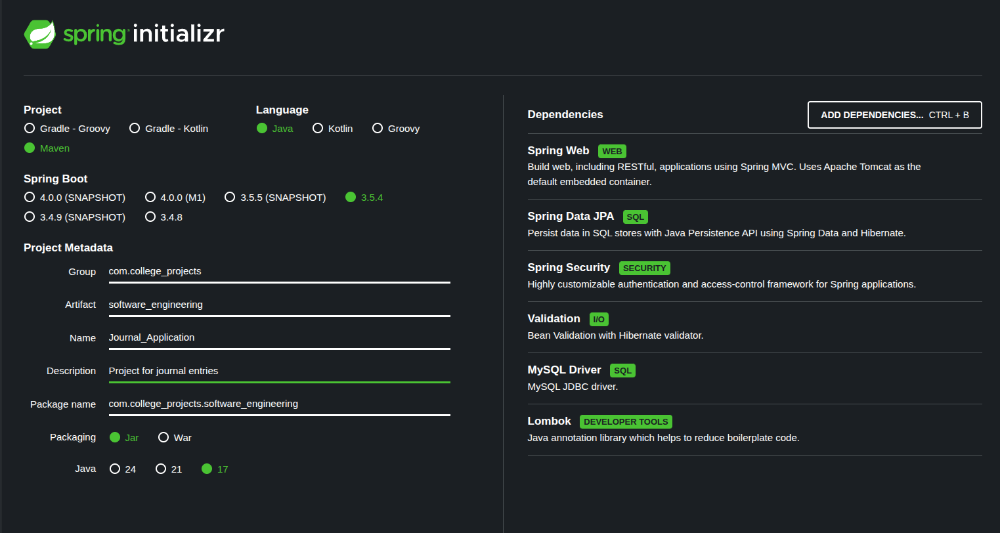 spring initializr
Project
Gradle - Groovy Gradle - Kotlin
Maven
Language
Java Kotlin Groovy
Spring Boot
4.0.0 (SNAPSHOT) 4.0.0 (M1) 3.5.5 (SNAPSHOT) 3.5.4
3.4.9 (SNAPSHOT) 3.4.8
Project Metadata
Group com.college_projects
Artifact software_engineering
Name Journal_Application
Description Project for journal entries
Package name com.college_projects.software_engineering
Packaging Jar War
Java 24 21 17
Dependencies ADD DEPENDENCIES... CTRL + B
Spring Web WEB
Build web, including RESTful, applications using Spring MVC. Uses Apache Tomcat as the
default embedded container.
Spring Data JPA SQL
Persist data in SQL stores with Java Persistence API using Spring Data and Hibernate.
Spring Security SECURITY
Highly customizable authentication and access-control framework for Spring applications.
Validation I/O
Bean Validation with Hibernate validator.
MySQL Driver SQL
MySQL JDBC driver.
Lombok DEVELOPER TOOLS
Java annotation library which helps to reduce boilerplate code.